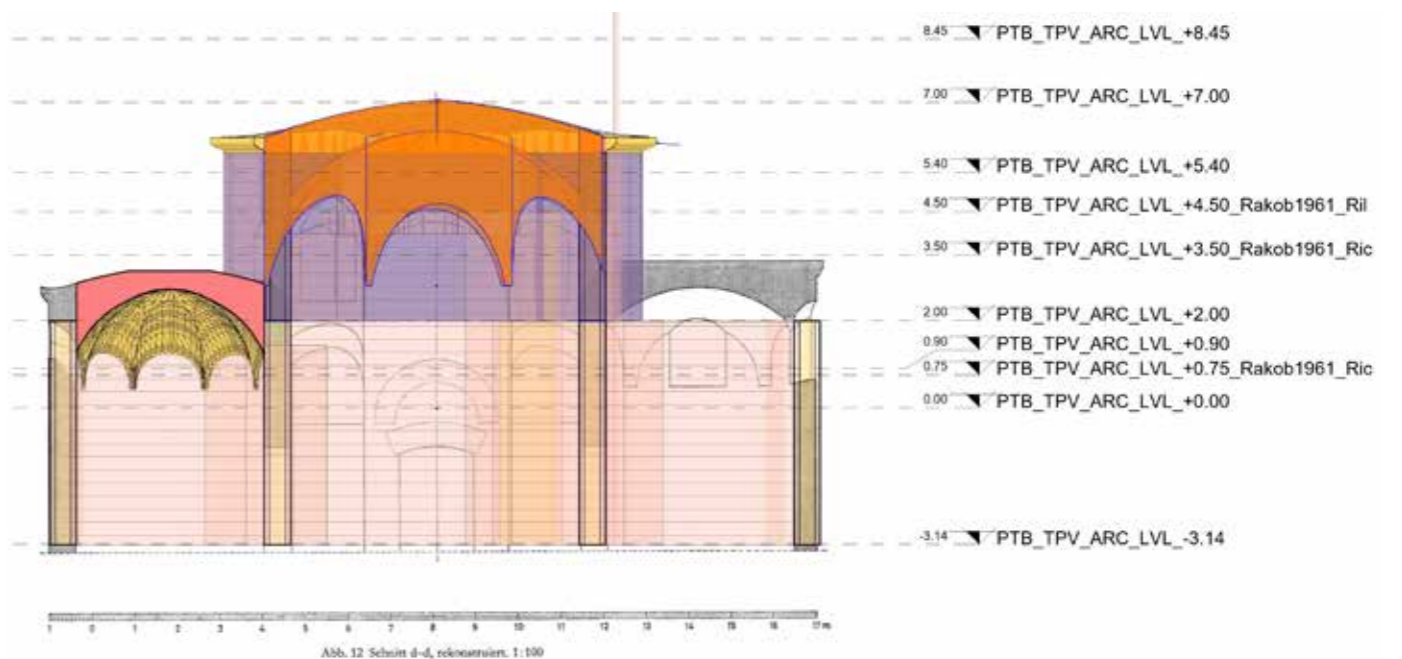 8.45 PTB_TPV_ARC_LVL_+8.45
7.00 PTB_TPV_ARC_LVL_+7.00
5.40 PTB_TPV_ARC_LVL_+5.40
4.50 PTB_TPV_ARC_LVL_+4.50_Rakob1961_Ril
3.50 PTB_TPV_ARC_LVL_+3.50_Rakob1961_Ric
2.00 PTB_TPV_ARC_LVL_+2.00
0.90 PTB_TPV_ARC_LVL_+0.90
0.75 PTB_TPV_ARC_LVL_+0.75_Rakob1961_Ric
0.00 PTB_TPV_ARC_LVL_+0.00
-3.14 PTB_TPV_ARC_LVL_-3.14
1 0 1 2 3 4 5 6 7 8 9 10 11 12 13 14 15 16 17 m
Abb. 12 Schnitt d-d, rekonstruiert. 1:100